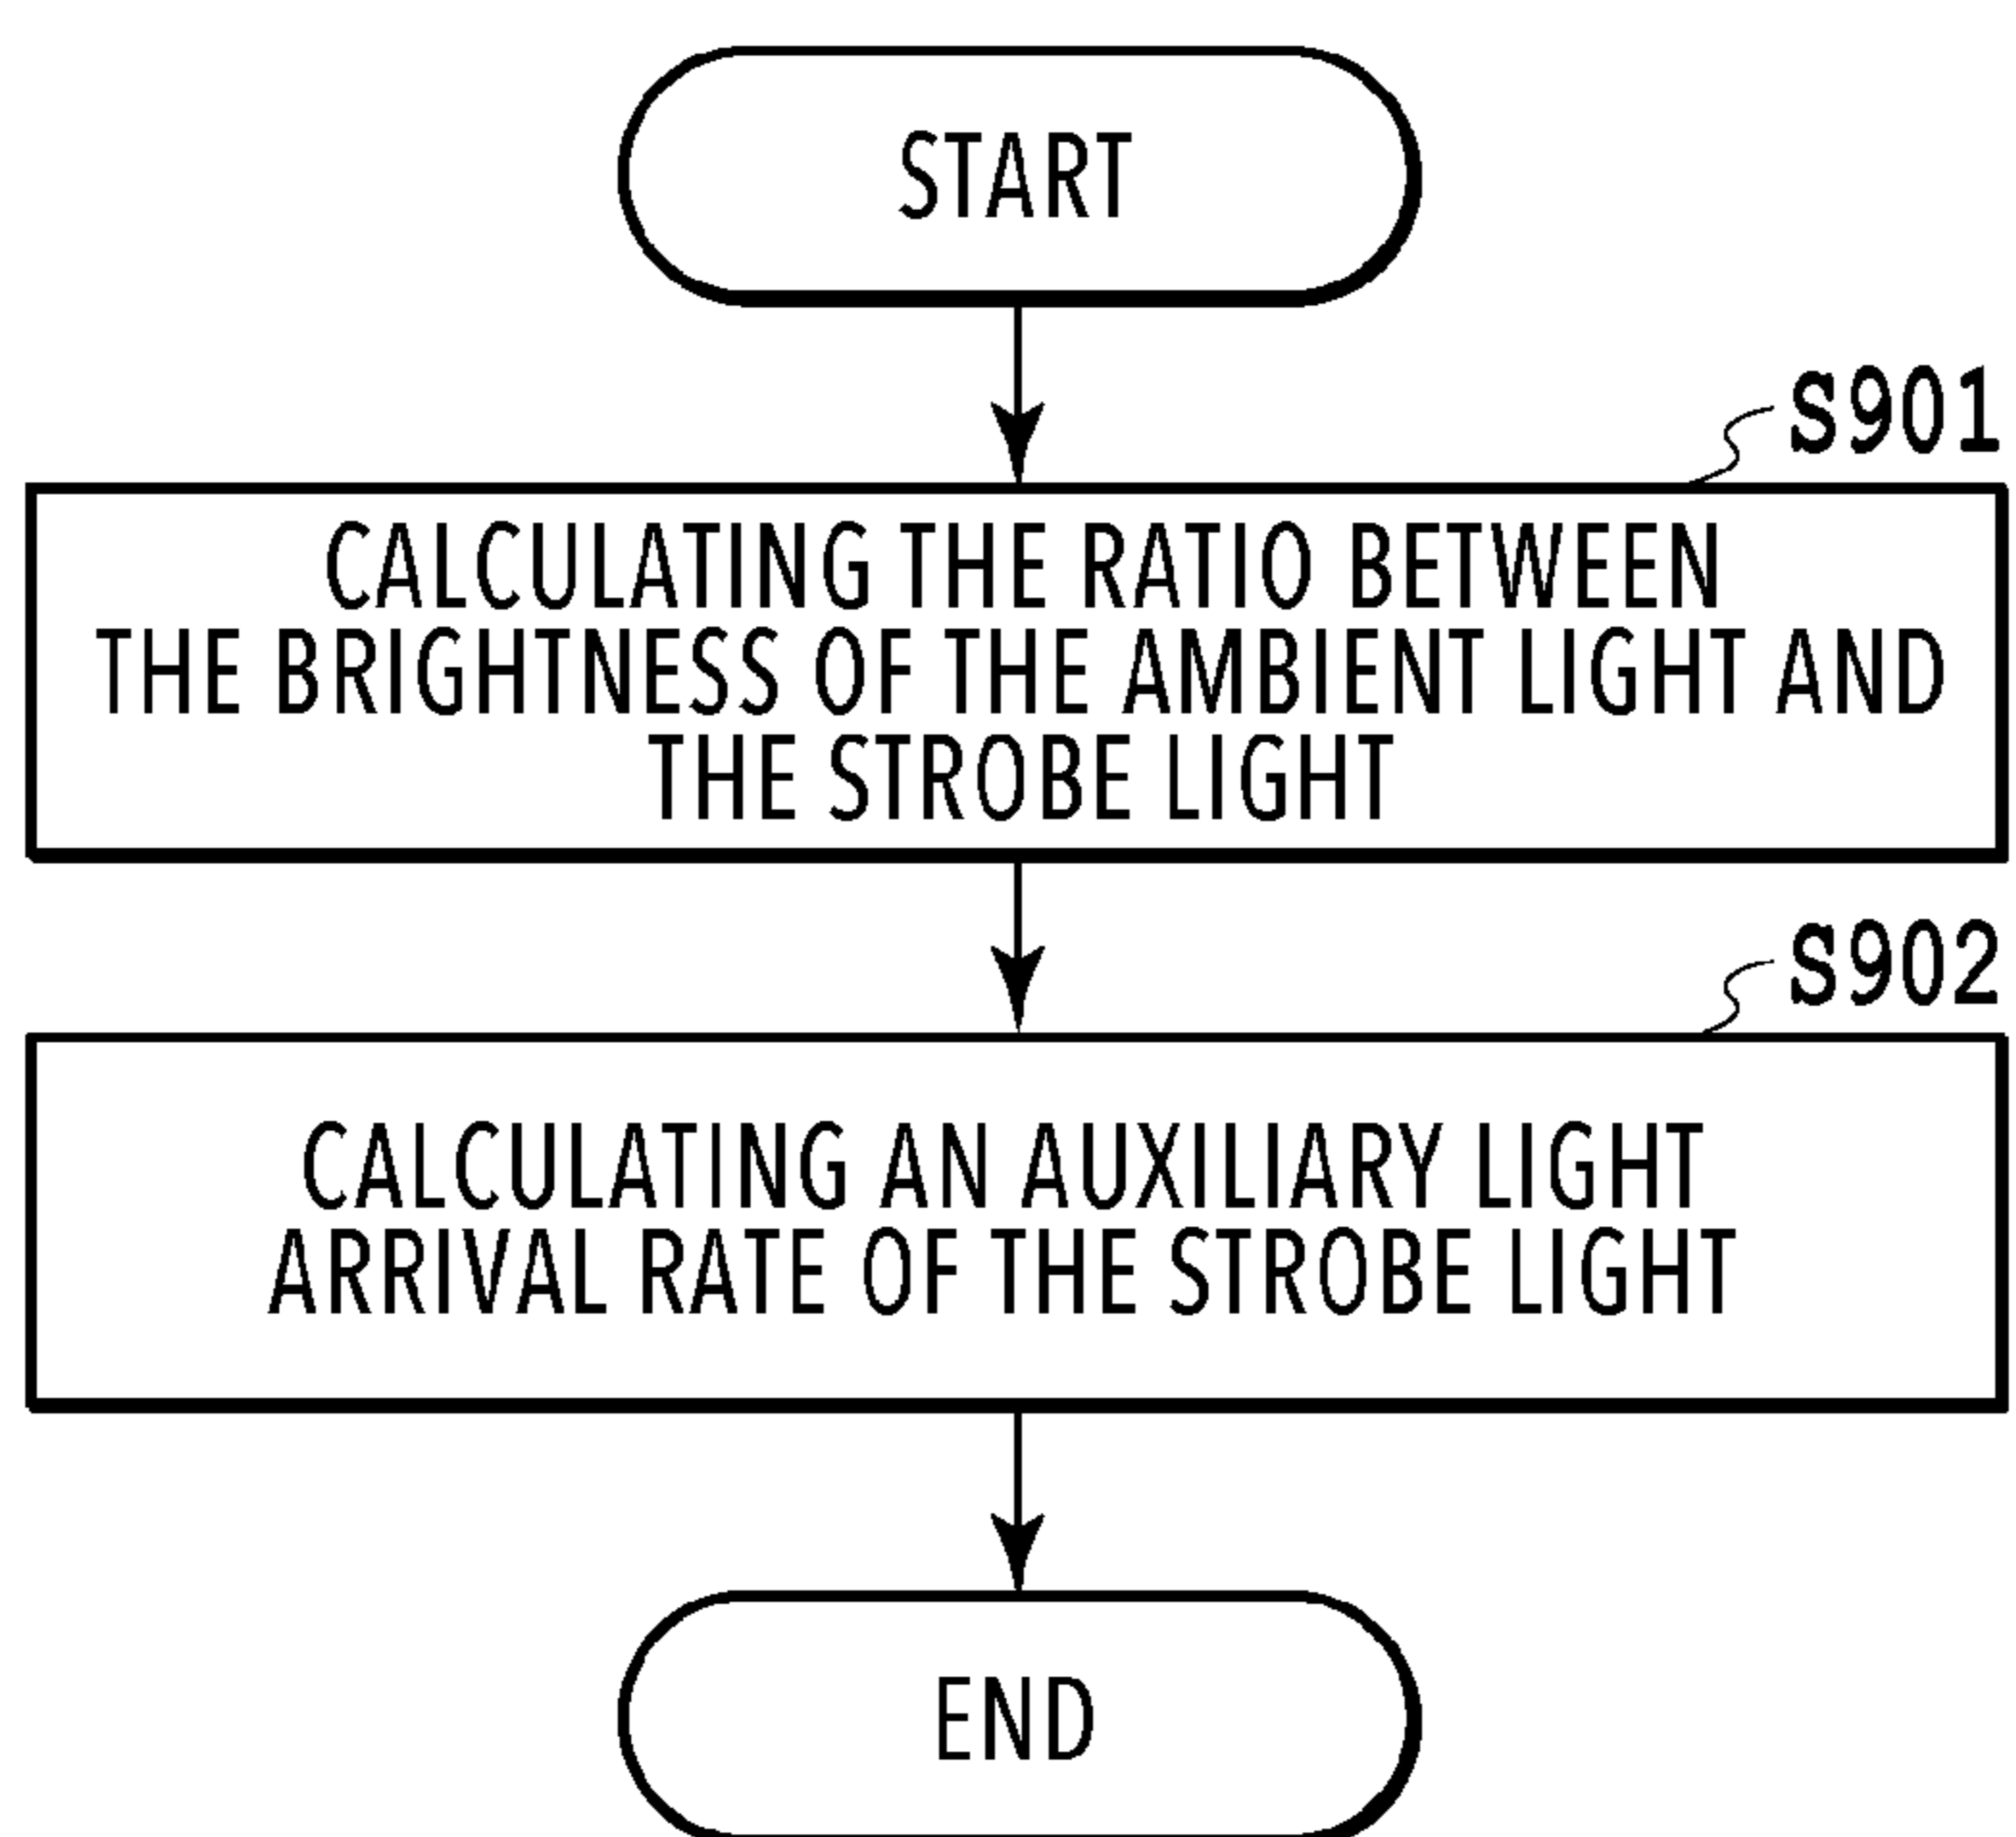 START
S901
CALCULATING THE RATIO BETWEEN
THE BRIGHTNESS OF THE AMBIENT LIGHT AND
THE STROBE LIGHT
S902
CALCULATING AN AUXILIARY LIGHT
ARRIVAL RATE OF THE STROBE LIGHT
END